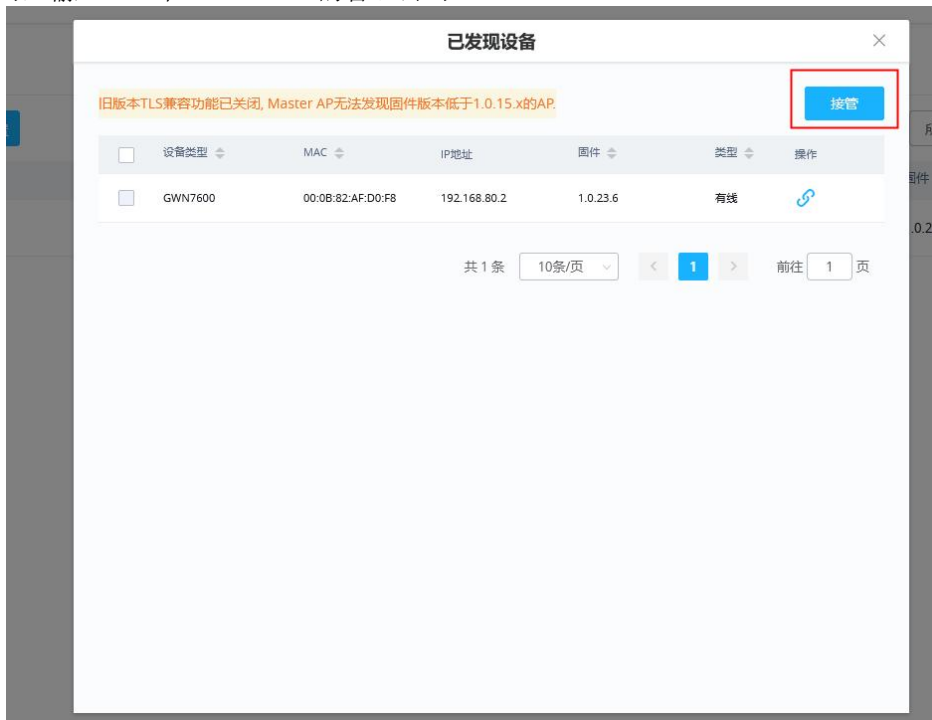 已发现设备
旧版本TLS兼容功能已关闭, Master AP无法发现固件版本低于1.0.15.x的AP.
接管
设备类型 MAC IP地址 固件 类型 操作
GWN7600 00:0B:82:AF:D0:F8 192.168.80.2 1.0.23.6 有线
共 1 条 10条/页 1 前往 1 页
固件
.0.2